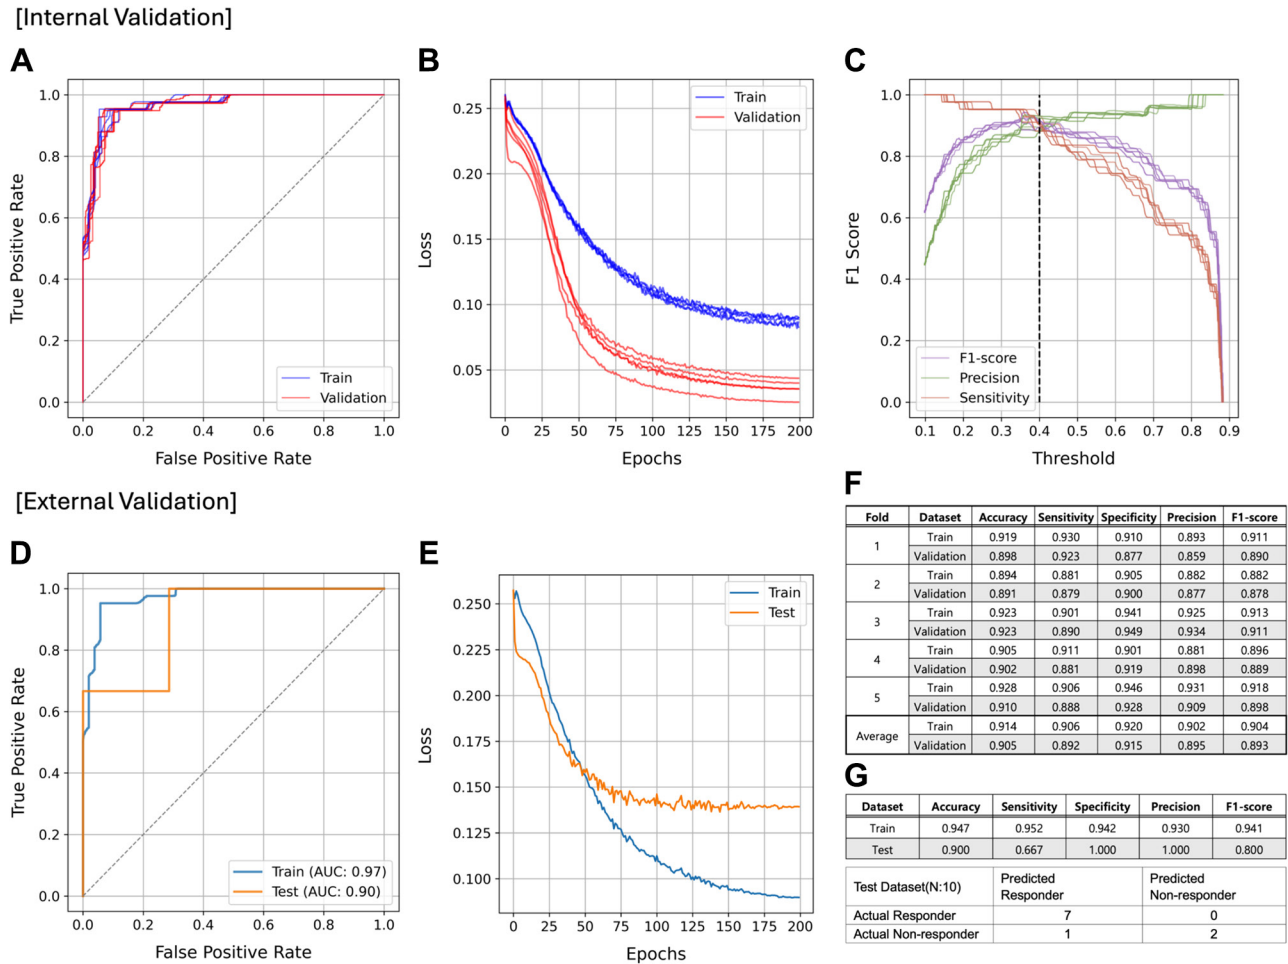 [Internal Validation]
A
True Positive Rate
1.0
0.8
0.6
0.4
0.2
0.0
Train
Validation
0.0 0.2 0.4 0.6 0.8 1.0
False Positive Rate
B
Loss
0.25
0.20
0.15
0.10
0.05
Train
Validation
0 25 50 75 100 125 150 175 200
Epochs
C
F1 Score
1.0
0.8
0.6
0.4
0.2
0.0
F1-score
Precision
Sensitivity
0.1 0.2 0.3 0.4 0.5 0.6 0.7 0.8 0.9
Threshold
[External Validation]
D
True Positive Rate
1.0
0.8
0.6
0.4
0.2
0.0
Train (AUC: 0.97)
Test (AUC: 0.90)
0.0 0.2 0.4 0.6 0.8 1.0
False Positive Rate
E
Loss
0.250
0.225
0.200
0.175
0.150
0.125
0.100
Train
Test
0 25 50 75 100 125 150 175 200
Epochs
F
Fold Dataset Accuracy Sensitivity Specificity Precision F1-score
1 Train 0.919 0.930 0.910 0.893 0.911
Validation 0.898 0.923 0.877 0.859 0.890
2 Train 0.894 0.881 0.905 0.882 0.882
Validation 0.891 0.879 0.900 0.877 0.878
3 Train 0.923 0.901 0.941 0.925 0.913
Validation 0.923 0.890 0.949 0.934 0.911
4 Train 0.905 0.911 0.901 0.881 0.896
Validation 0.902 0.881 0.919 0.898 0.889
5 Train 0.928 0.906 0.946 0.931 0.918
Validation 0.910 0.888 0.928 0.909 0.898
Average Train 0.914 0.906 0.920 0.902 0.904
Validation 0.905 0.892 0.915 0.895 0.893
G
Dataset Accuracy Sensitivity Specificity Precision F1-score
Train 0.947 0.952 0.942 0.930 0.941
Test 0.900 0.667 1.000 1.000 0.800
Test Dataset(N:10) Predicted Responder Predicted Non-responder
Actual Responder 7 0
Actual Non-responder 1 2